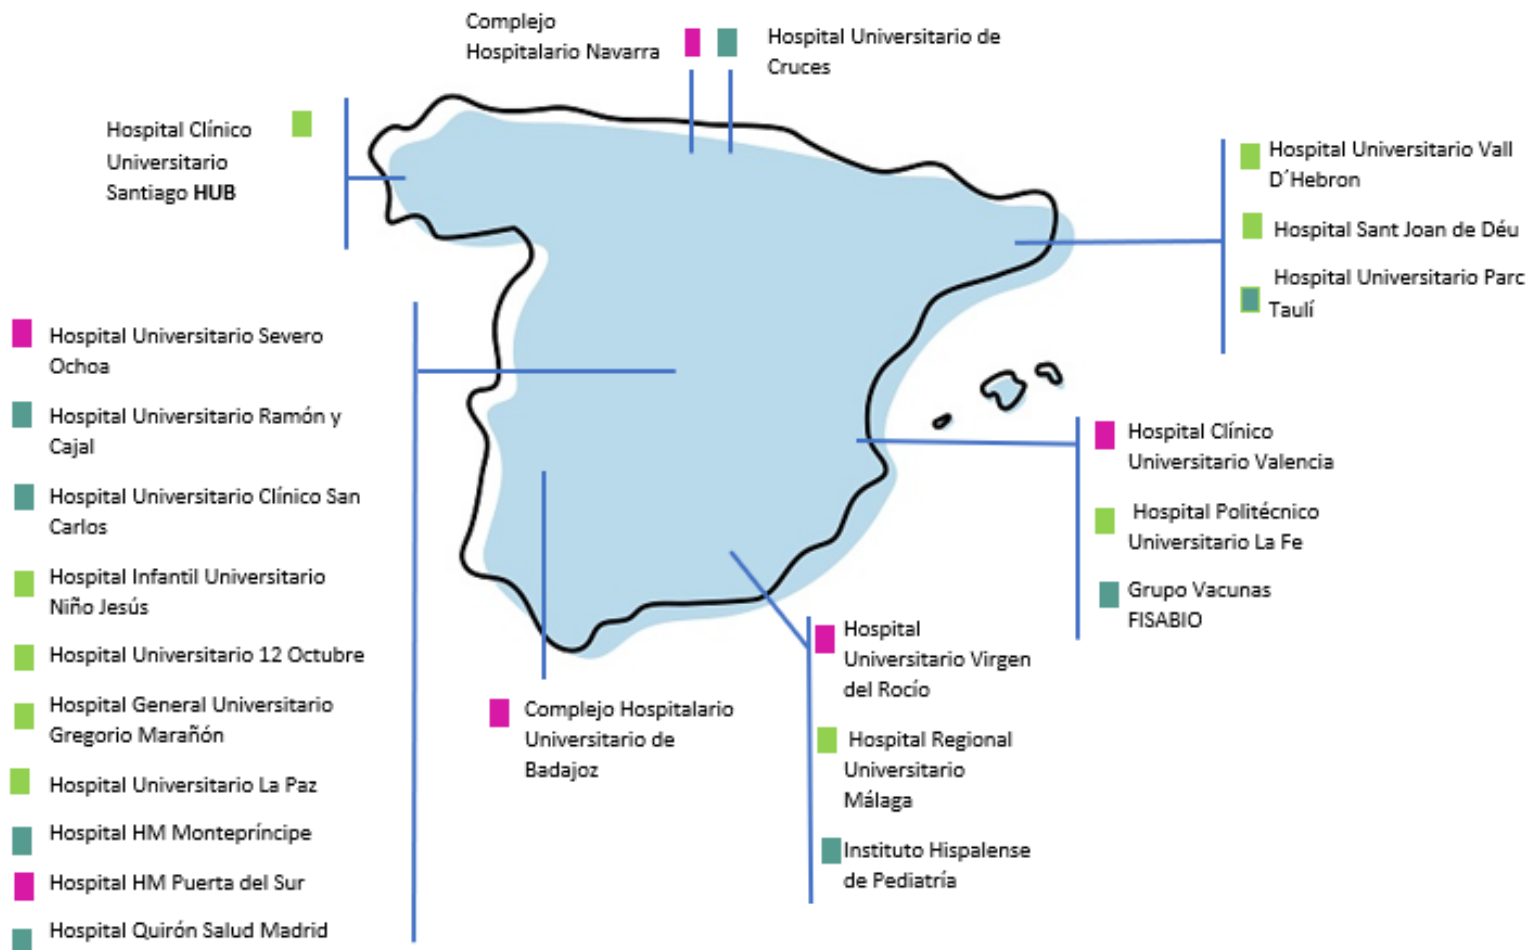 Complejo
Hospitalario Navarra
Hospital Universitario de
Cruces
Hospital Clínico
Universitario
Santiago HUB
Hospital Universitario Vall
D´Hebron
Hospital Sant Joan de Déu
Hospital Universitario Parc
Taulí
Hospital Universitario Severo
Ochoa
Hospital Universitario Ramón y
Cajal
Hospital Universitario Clínico San
Carlos
Hospital Infantil Universitario
Niño Jesús
Hospital Universitario 12 Octubre
Hospital General Universitario
Gregorio Marañón
Hospital Universitario La Paz
Hospital HM Montepríncipe
Hospital HM Puerta del Sur
Hospital Quirón Salud Madrid
Hospital Clínico
Universitario Valencia
Hospital Politécnico
Universitario La Fe
Grupo Vacunas
FISABIO
Hospital
Universitario Virgen
del Rocío
Hospital Regional
Universitario
Málaga
Instituto Hispalense
de Pediatría
Complejo Hospitalario
Universitario de
Badajoz